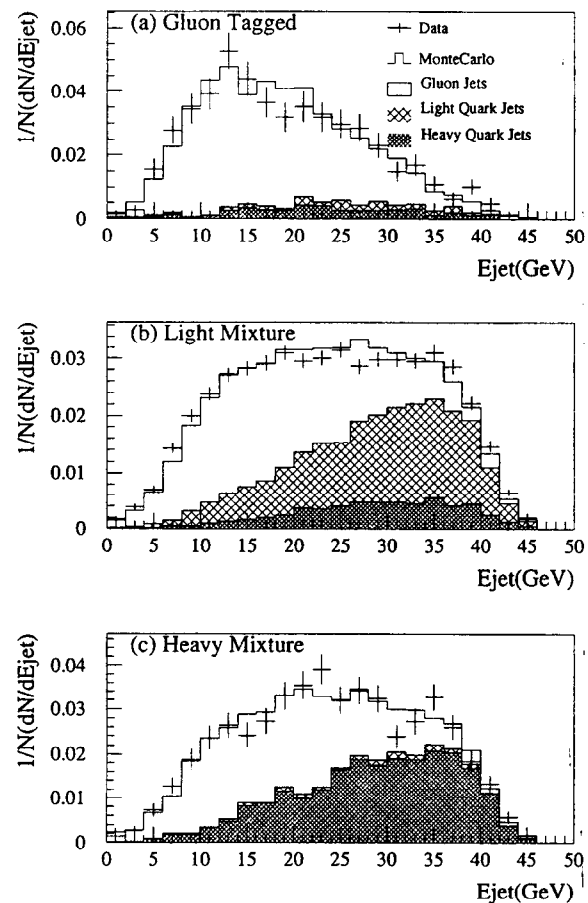 (a) Gluon Tagged
Data
MonteCarlo
Gluon Jets
Light Quark Jets
Heavy Quark Jets
1/N(dN/dEjet)
0.06
0.04
0.02
0
0 5 10 15 20 25 30 35 40 45 50
Ejet(GeV)
(b) Light Mixture
1/N(dN/dEjet)
0.03
0.02
0.01
0
0 5 10 15 20 25 30 35 40 45 50
Ejet(GeV)
(c) Heavy Mixture
1/N(dN/dEjet)
0.04
0.03
0.02
0.01
0
0 5 10 15 20 25 30 35 40 45 50
Ejet(GeV)